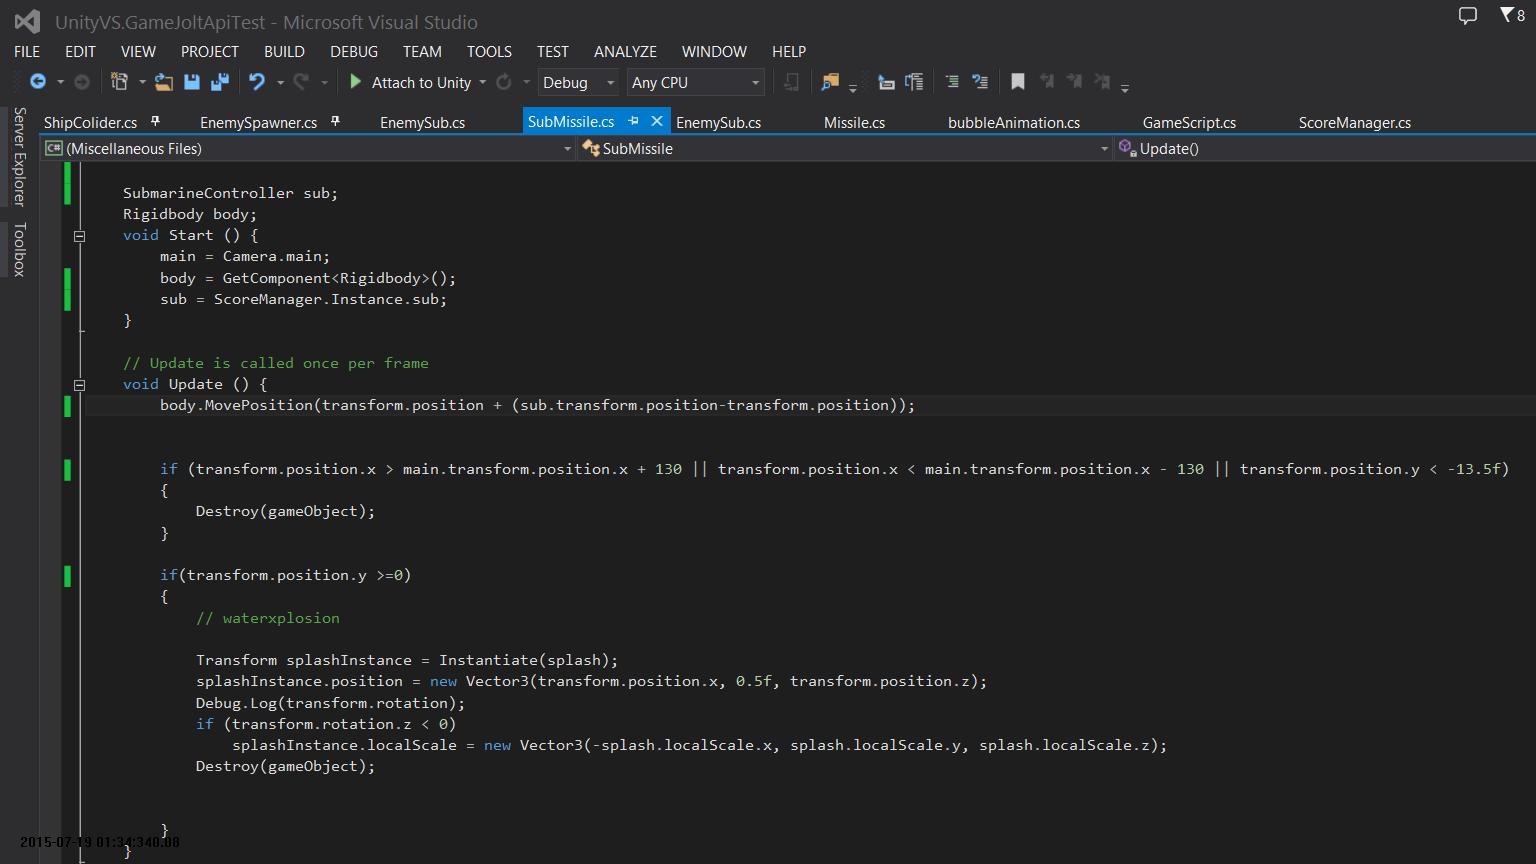 UnityVS.GameJoltApiTest - Microsoft Visual Studio
8
FILE EDIT VIEW PROJECT BUILD DEBUG TEAM TOOLS TEST ANALYZE WINDOW HELP
Attach to Unity Debug Any CPU
Server Explorer
Toolbox
ShipColider.cs EnemySpawner.cs EnemySub.cs SubMissile.cs EnemySub.cs Missile.cs bubbleAnimation.cs GameScript.cs ScoreManager.cs
C# (Miscellaneous Files) SubMissile Update()
SubmarineController sub;
Rigidbody body;
void Start () {
main = Camera.main;
body = GetComponent<Rigidbody>();
sub = ScoreManager.Instance.sub;
}
// Update is called once per frame
void Update () {
body.MovePosition(transform.position + (sub.transform.position-transform.position));
if (transform.position.x > main.transform.position.x + 130 || transform.position.x < main.transform.position.x - 130 || transform.position.y < -13.5f)
{
Destroy(gameObject);
}
if(transform.position.y >=0)
{
// waterxplosion
Transform splashInstance = Instantiate(splash);
splashInstance.position = new Vector3(transform.position.x, 0.5f, transform.position.z);
Debug.Log(transform.rotation);
if (transform.rotation.z < 0)
splashInstance.localScale = new Vector3(-splash.localScale.x, splash.localScale.y, splash.localScale.z);
Destroy(gameObject);
}
2015-07-19 01:34:340.08
}